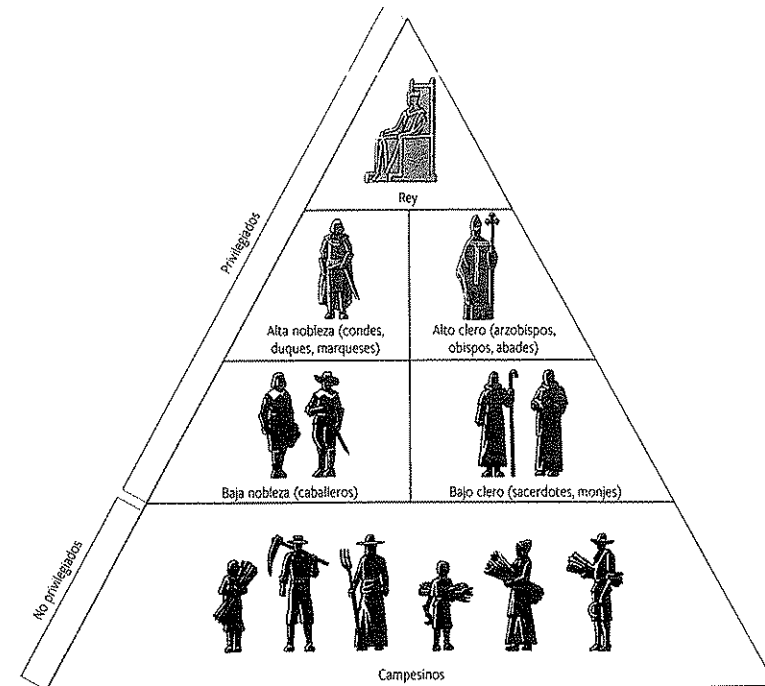 Rey
Privilegiados
Alta nobleza (condes,
duques, marqueses)
Alto clero (arzobispos,
obispos, abades)
Baja nobleza (caballeros)
Bajo clero (sacerdotes, monjes)
No privilegiados
Campesinos